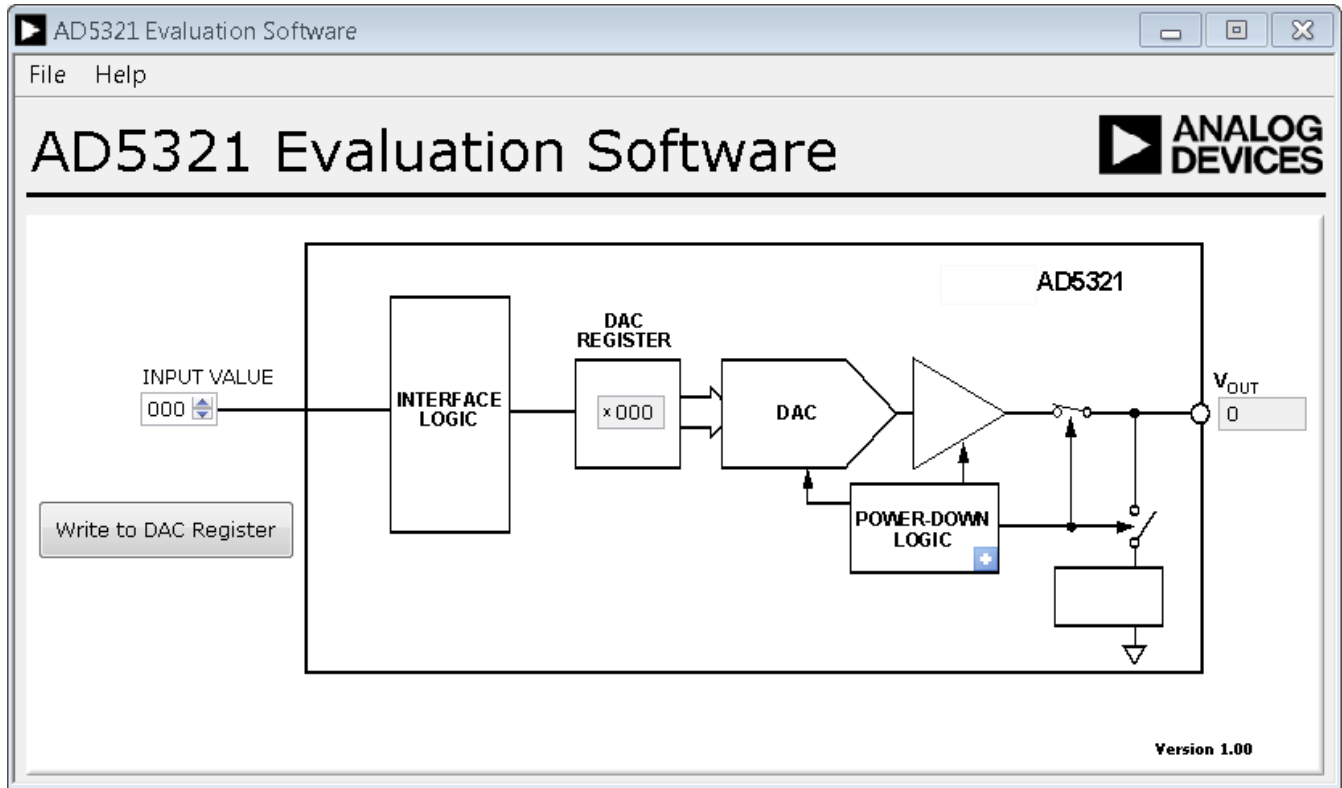 AD5321 Evaluation Software
File Help
AD5321 Evaluation Software
ANALOG
DEVICES
AD5321
DAC
REGISTER
INPUT VALUE
000
INTERFACE
LOGIC
×000
DAC
VOUT
0
Write to DAC Register
POWER-DOWN
LOGIC
Version 1.00